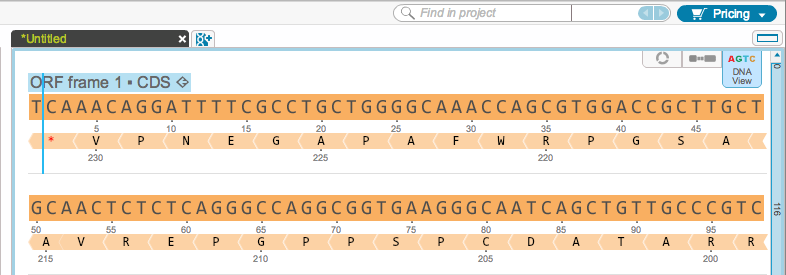 Find in project
Pricing
*Untitled
AGTC
DNA
View
0
ORF frame 1 • CDS
TCAAACAGGATTTTCGCCTGCTGGGGCAAACCAGCGTGGACCGCTTGCT
5 10 15 20 25 30 35 40 45
* V P N E G A P A F W R P G S A
230 225 220
GCAACTCTCTCAGGGCCAGGCGGTGAAGGGCAATCAGCTGTTGCCCGTC
50 55 60 65 70 75 80 85 90 95
A V R E P G P P S P C D A T A R R
215 210 205 200
116